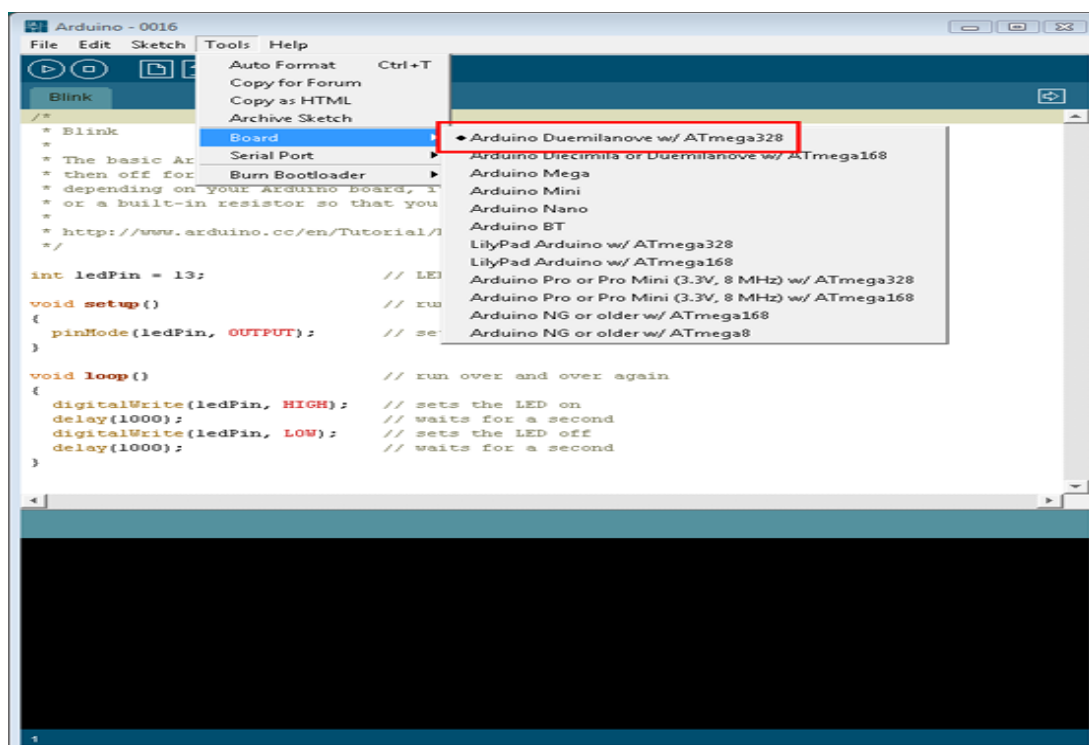 Arduino - 0016
File Edit Sketch Tools Help
Auto Format Ctrl+T
Copy for Forum
Copy as HTML
Archive Sketch
Board
Serial Port
Burn Bootloader
Arduino Duemilanove w/ ATmega328
Arduino Diecimila or Duemilanove w/ ATmega168
Arduino Mega
Arduino Mini
Arduino Nano
Arduino BT
LilyPad Arduino w/ ATmega328
LilyPad Arduino w/ ATmega168
Arduino Pro or Pro Mini (3.3V, 8 MHz) w/ ATmega328
Arduino Pro or Pro Mini (3.3V, 8 MHz) w/ ATmega168
Arduino NG or older w/ ATmega168
Arduino NG or older w/ ATmega8
Blink
/*
* Blink
*
* The basic Ar
* then off for
* depending on your Arduino board, i
* or a built-in resistor so that you
*
* http://www.arduino.cc/en/Tutorial/
*/
int ledPin = 13; // LE
void setup() // ru
{
pinMode(ledPin, OUTPUT); // se
}
void loop() // run over and over again
{
digitalWrite(ledPin, HIGH); // sets the LED on
delay(1000); // waits for a second
digitalWrite(ledPin, LOW); // sets the LED off
delay(1000); // waits for a second
}
1